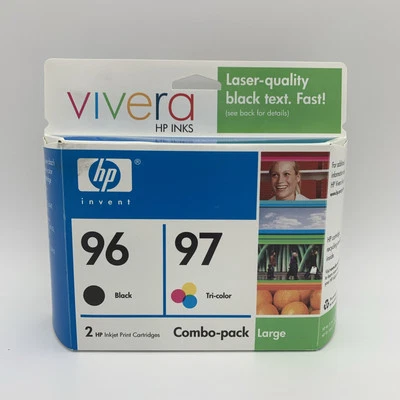 vivera
HP INKS
Laser-quality
black text. Fast!
(see back for details)
hp
invent
96
Black
97
Tri-color
2 HP Inkjet Print Cartridges
Combo-pack
Large